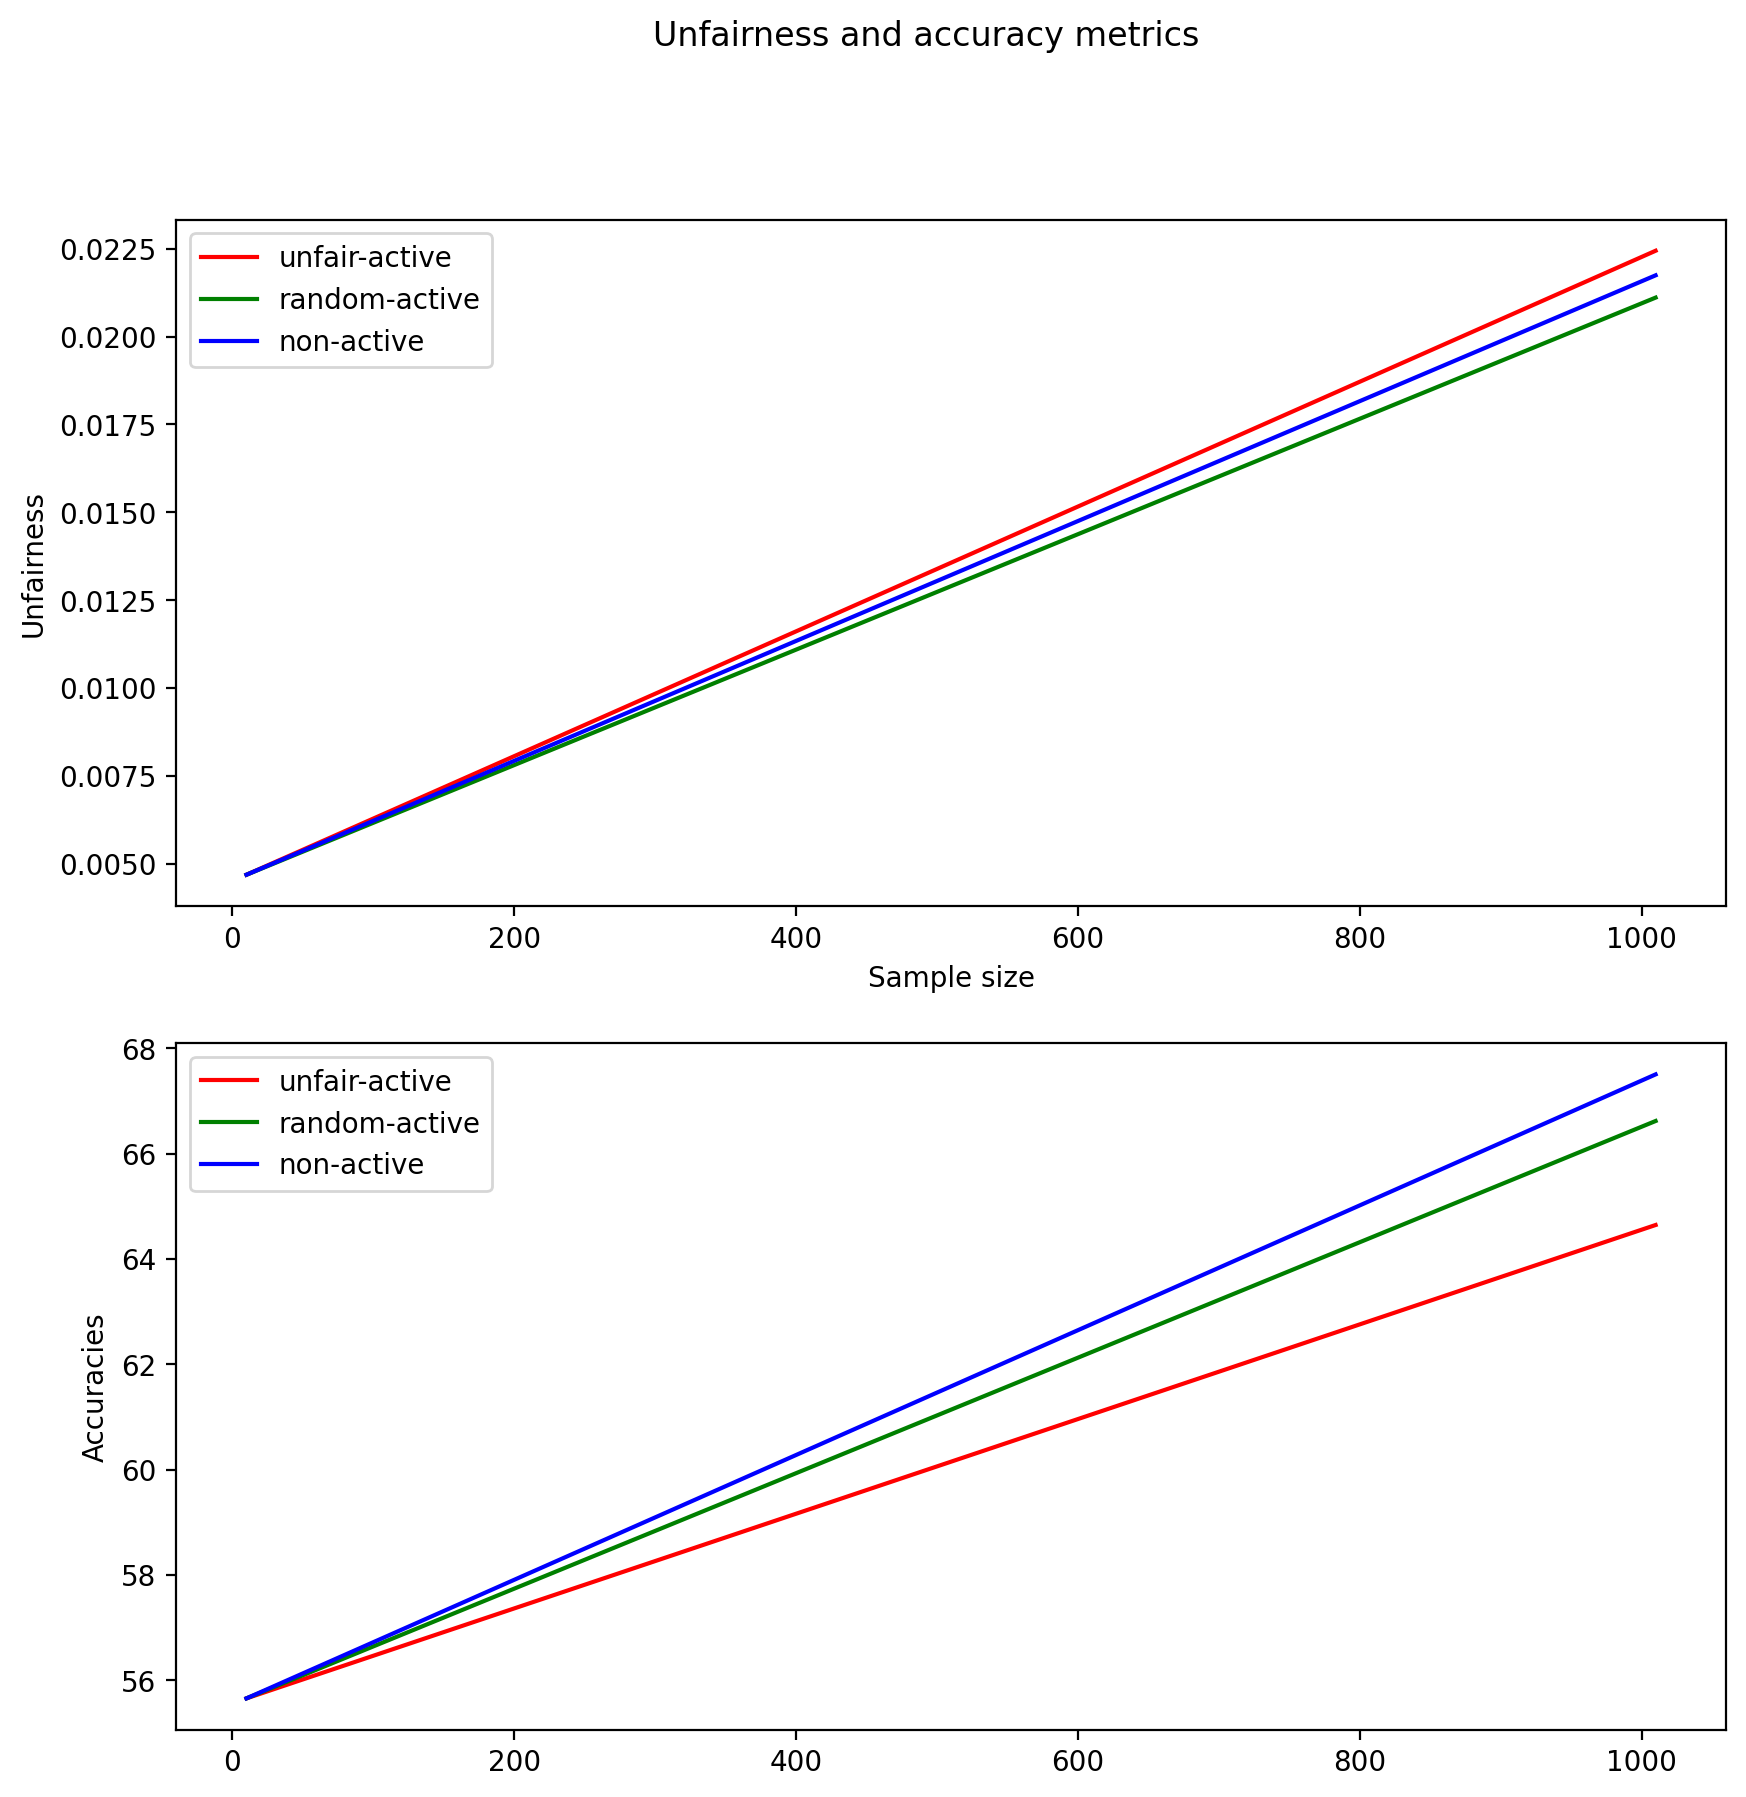 Unfairness and accuracy metrics
0.0225
0.0200
0.0175
0.0150
0.0125
0.0100
0.0075
0.0050
Unfairness
unfair-active
random-active
non-active
0 200 400 600 800 1000
Sample size
68
66
64
62
60
58
56
Accuracies
unfair-active
random-active
non-active
0 200 400 600 800 1000